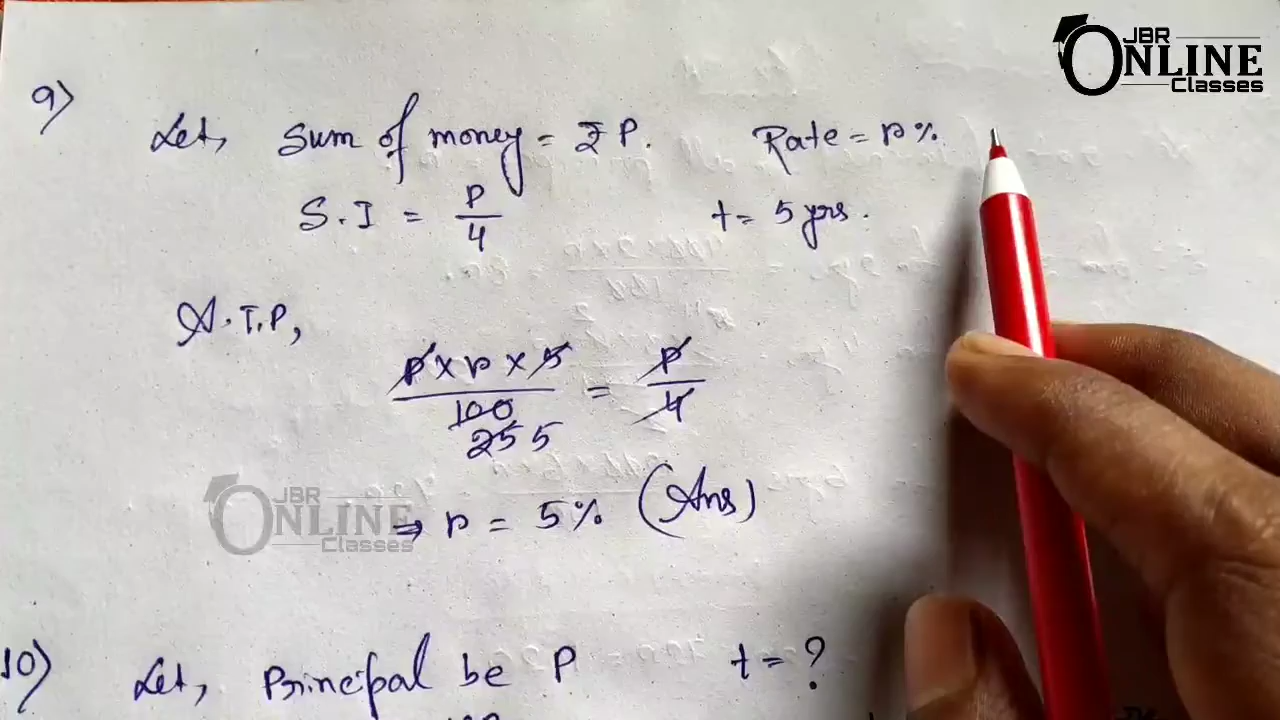 JBR
ONLINE
Classes
9)
Let, Sum of money = ₹ P. Rate = r%
S.I = P/4 t = 5 yrs.
A.T.P,
P × r × 5 / 100 = P/4
25 5
JBR
ONLINE
Classes
⇒ r = 5% (Ans)
10) Let, Principal be P t = ?